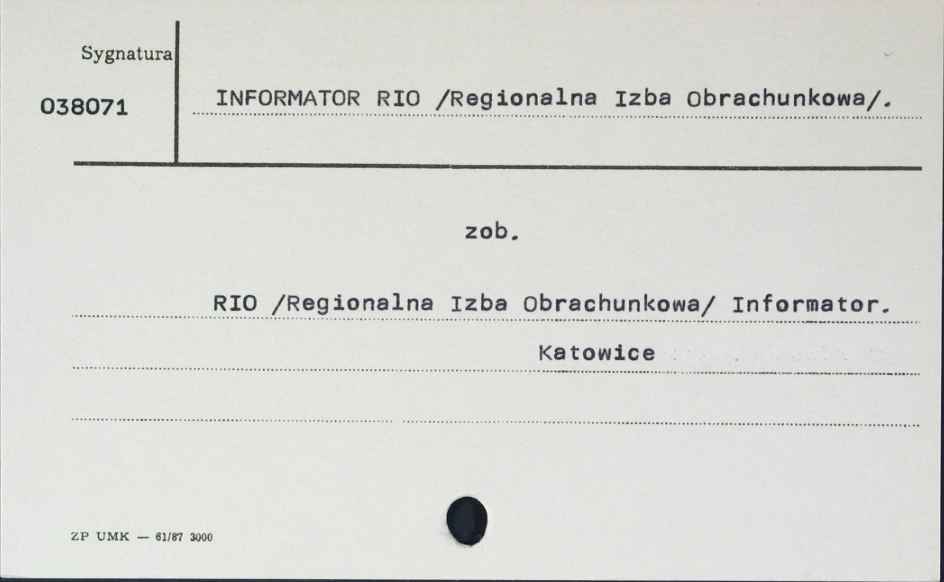 Sygnatura
038071
INFORMATOR RIO /Regionalna Izba Obrachunkowa/.
zob.
RIO /Regionalna Izba Obrachunkowa/ Informator.
Katowice
ZP UMK — 61/87 3000